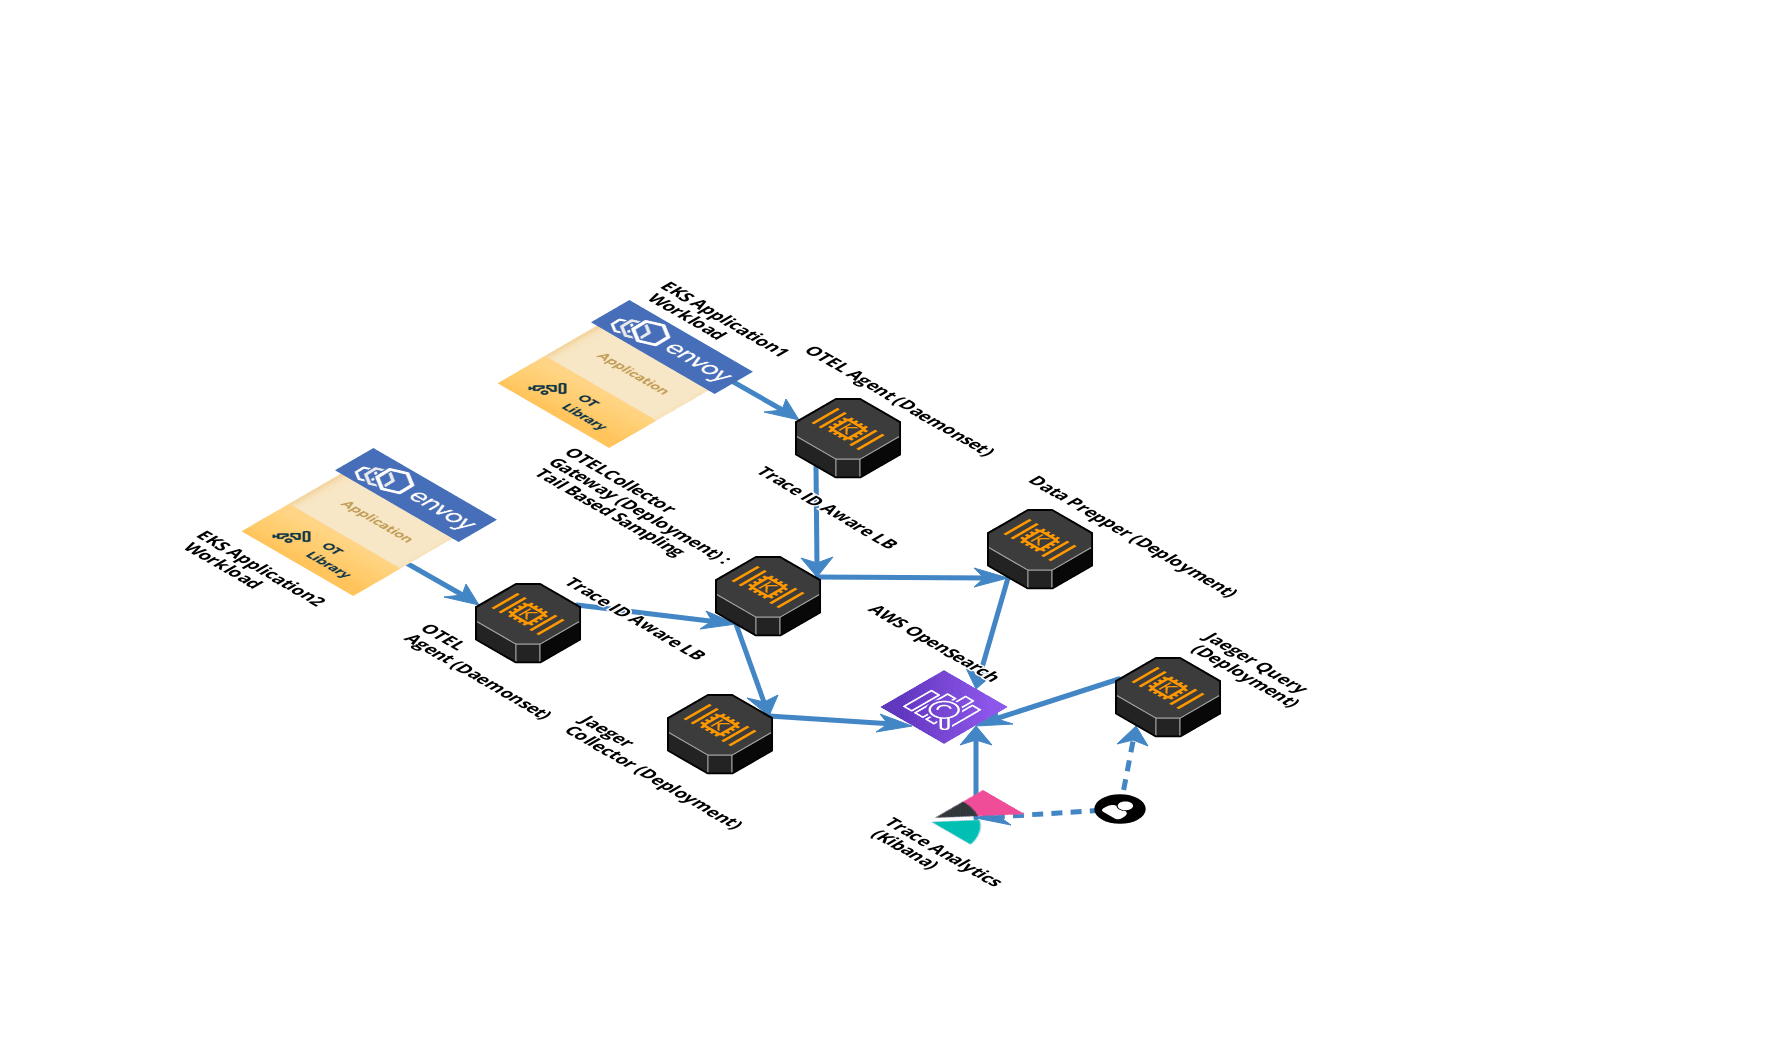 EKS Application1
Workload
envoy
Application
OT
Library
OTEL Agent (Daemonset)
Trace ID Aware LB
OTELCollector
Gateway (Deployment) :
Tail Based Sampling
Data Prepper (Deployment)
envoy
Application
OT
Library
EKS Application2
Workload
OTEL
Agent (Daemonset)
Trace ID Aware LB
AWS OpenSearch
Jaeger Query
(Deployment)
Jaeger
Collector (Deployment)
Trace Analytics
(Kibana)